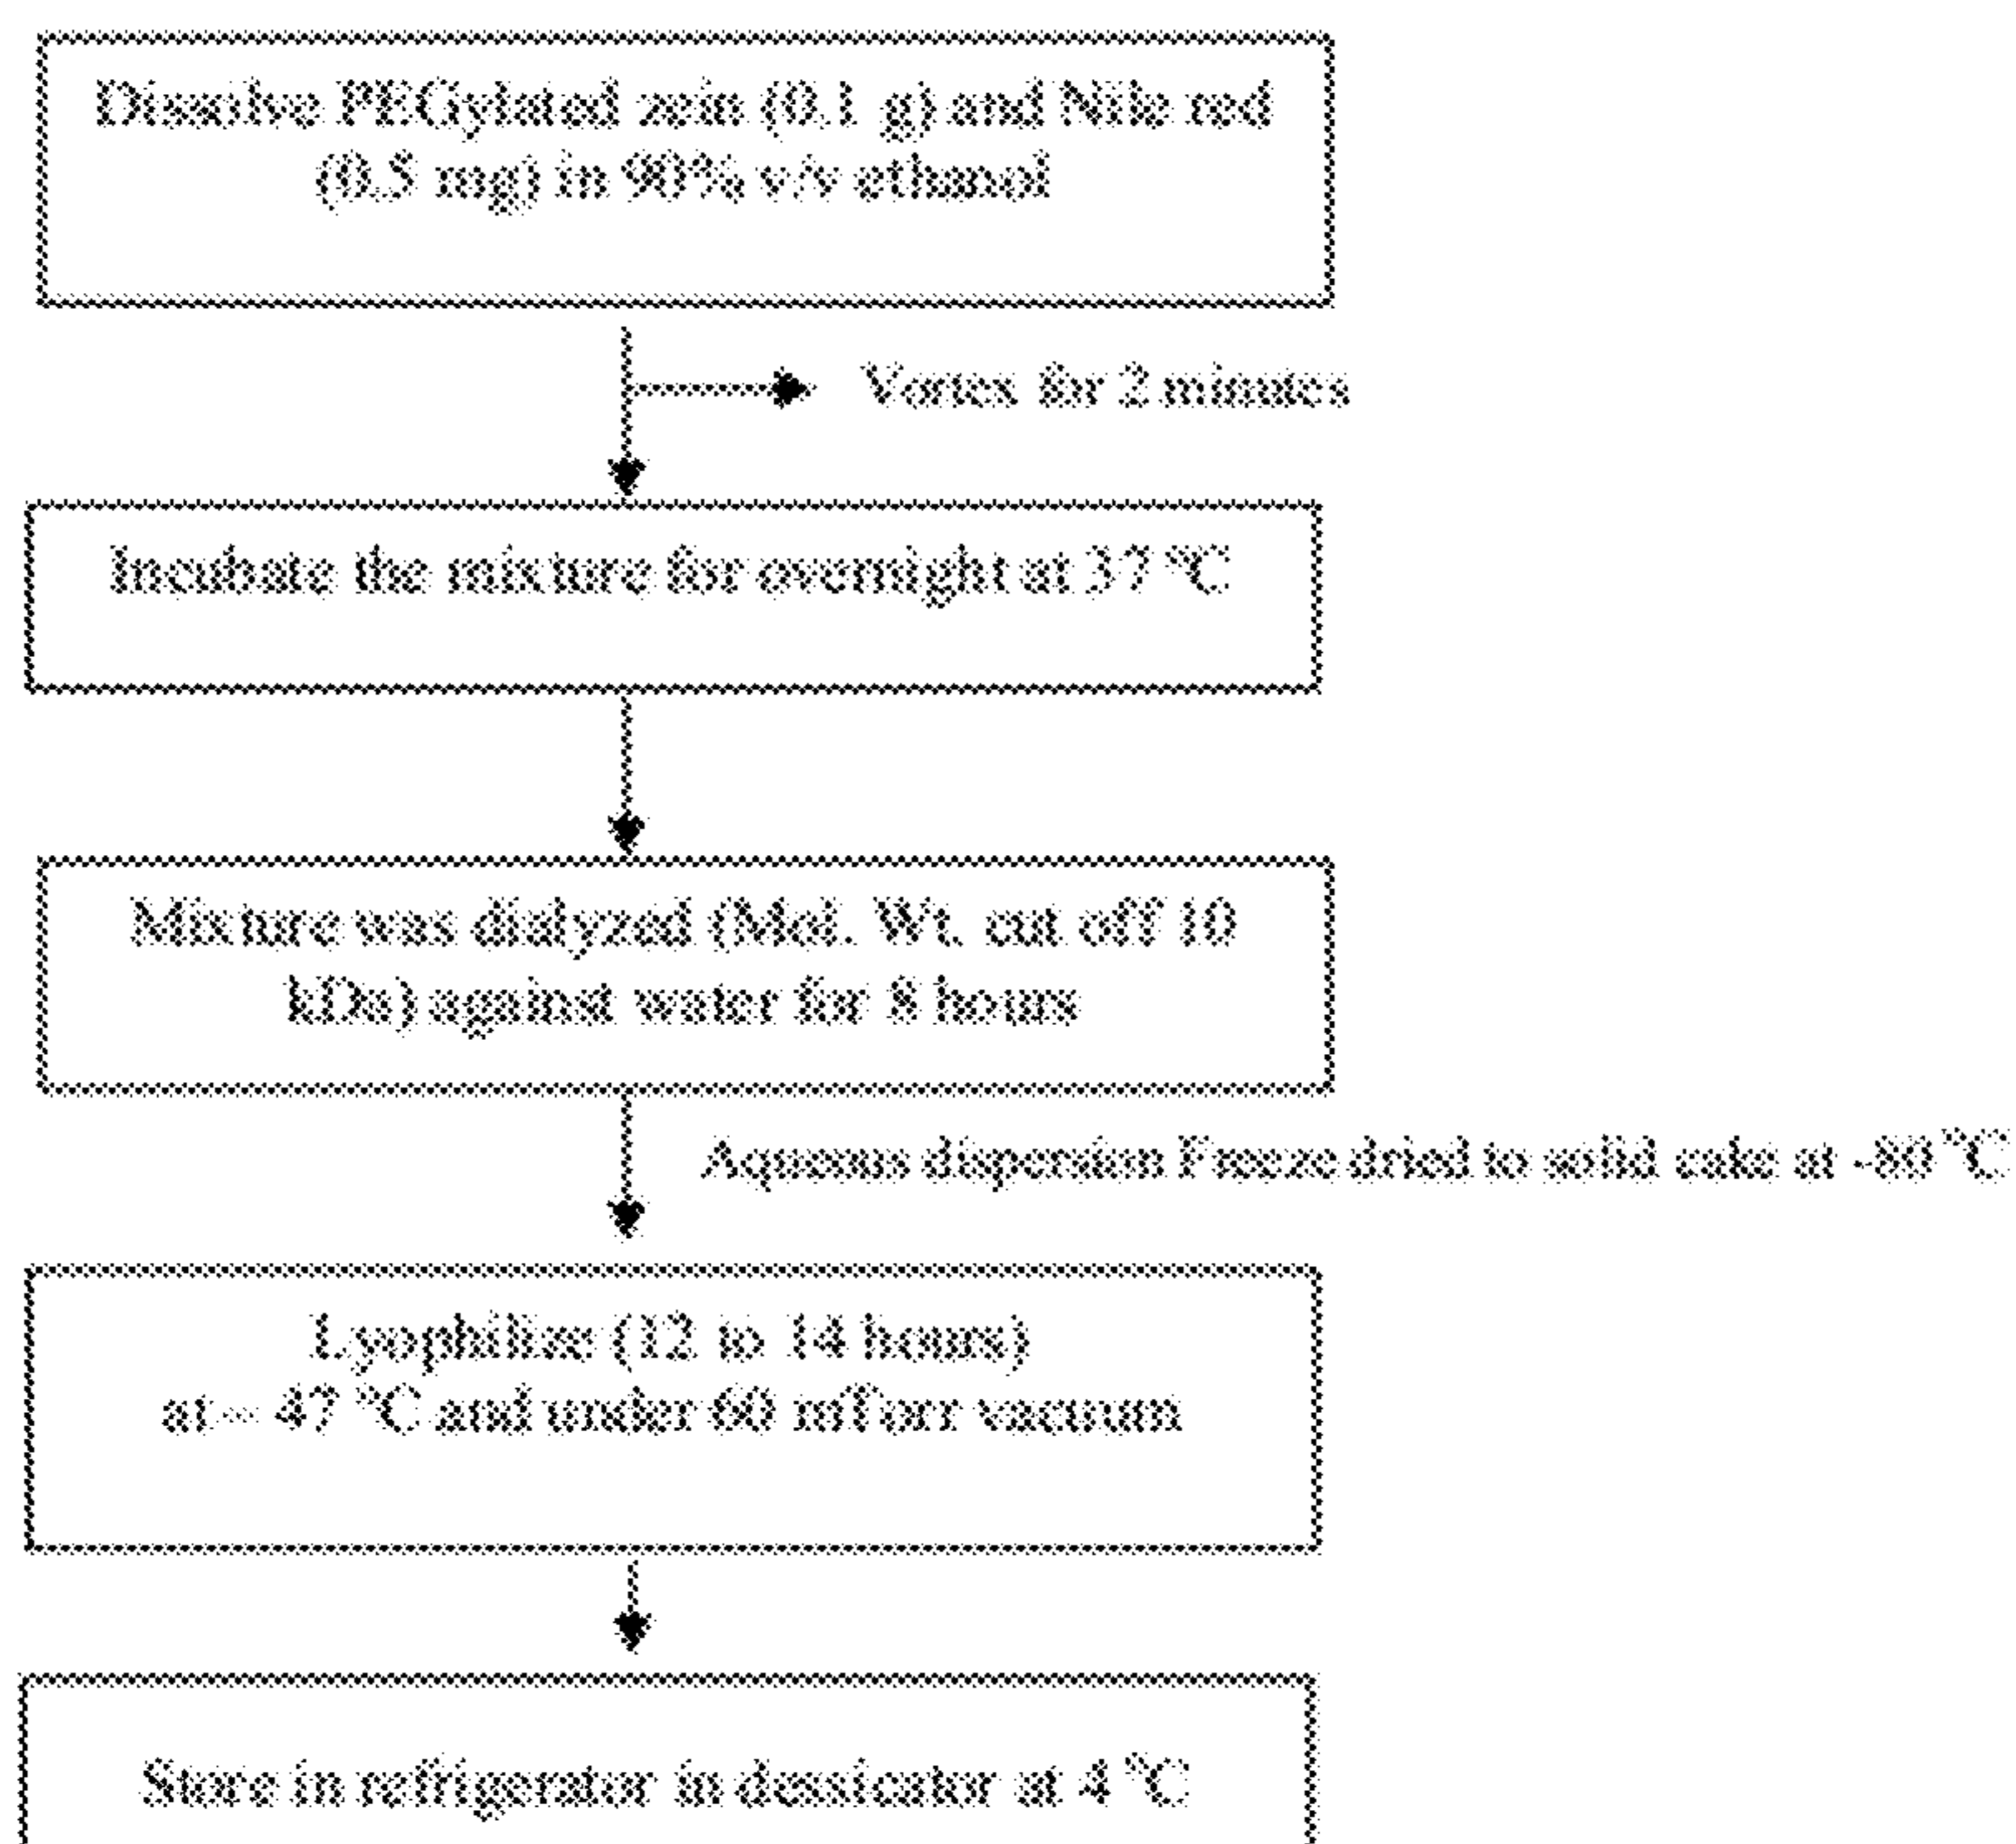 Dissolve PEGylated zein (0.1 g) and Nile red
(0.5 mg) in 90% v/v ethanol
Vortex for 2 minutes
Incubate the mixture for overnight at 37 °C
Mixture was dialyzed (Mol. Wt. cut off 10
kDa) against water for 8 hours
Aqueous dispersion Freeze dried to solid cake at -80 °C
Lyophilize (12 to 14 hours)
at – 47 °C and under 60 mTorr vacuum
Store in refrigerator in dessicator at 4 °C